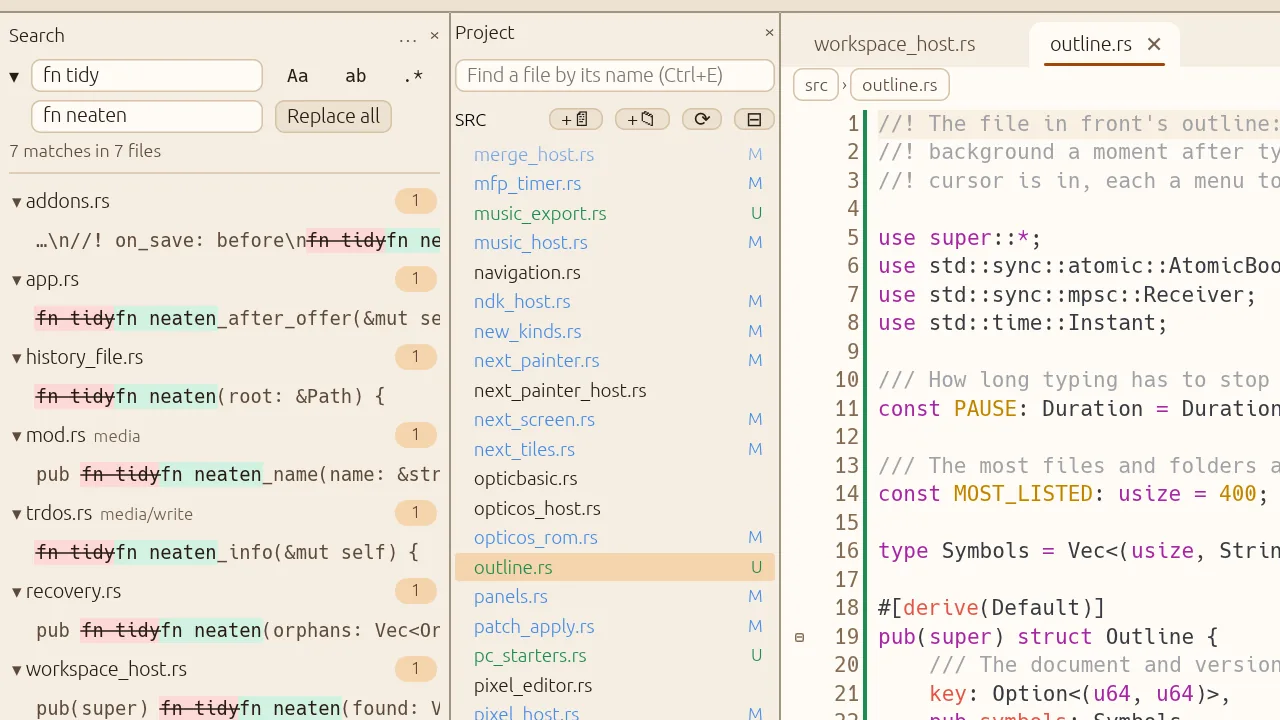 Search ... ×
fn tidy Aa ab .*
fn neaten Replace all
7 matches in 7 files
addons.rs 1
…\n//! on_save: before\nfn tidyfn ne
app.rs 1
fn tidyfn neaten_after_offer(&mut se
history_file.rs 1
fn tidyfn neaten(root: &Path) {
mod.rs media 1
pub fn tidyfn neaten_name(name: &str
trdos.rs media/write 1
fn tidyfn neaten_info(&mut self) {
recovery.rs 1
pub fn tidyfn neaten(orphans: Vec<Or
workspace_host.rs 1
pub(super) fn tidyfn neaten(found: V
Project ×
Find a file by its name (Ctrl+E)
SRC
merge_host.rs M
mfp_timer.rs M
music_export.rs U
music_host.rs M
navigation.rs
ndk_host.rs M
new_kinds.rs M
next_painter.rs M
next_painter_host.rs
next_screen.rs M
next_tiles.rs M
opticbasic.rs
opticos_host.rs
opticos_rom.rs M
outline.rs U
panels.rs M
patch_apply.rs M
pc_starters.rs U
pixel_editor.rs
pixel_host.rs M
workspace_host.rs outline.rs ×
src › outline.rs
1 //! The file in front's outline:
2 //! background a moment after ty
3 //! cursor is in, each a menu to
4
5 use super::*;
6 use std::sync::atomic::AtomicBoo
7 use std::sync::mpsc::Receiver;
8 use std::time::Instant;
9
10 /// How long typing has to stop
11 const PAUSE: Duration = Duration
12
13 /// The most files and folders a
14 const MOST_LISTED: usize = 400;
15
16 type Symbols = Vec<(usize, Strin
17
18 #[derive(Default)]
19 pub(super) struct Outline {
20 /// The document and version
21 key: Option<(u64, u64)>,
22 pub symbols: Symbols